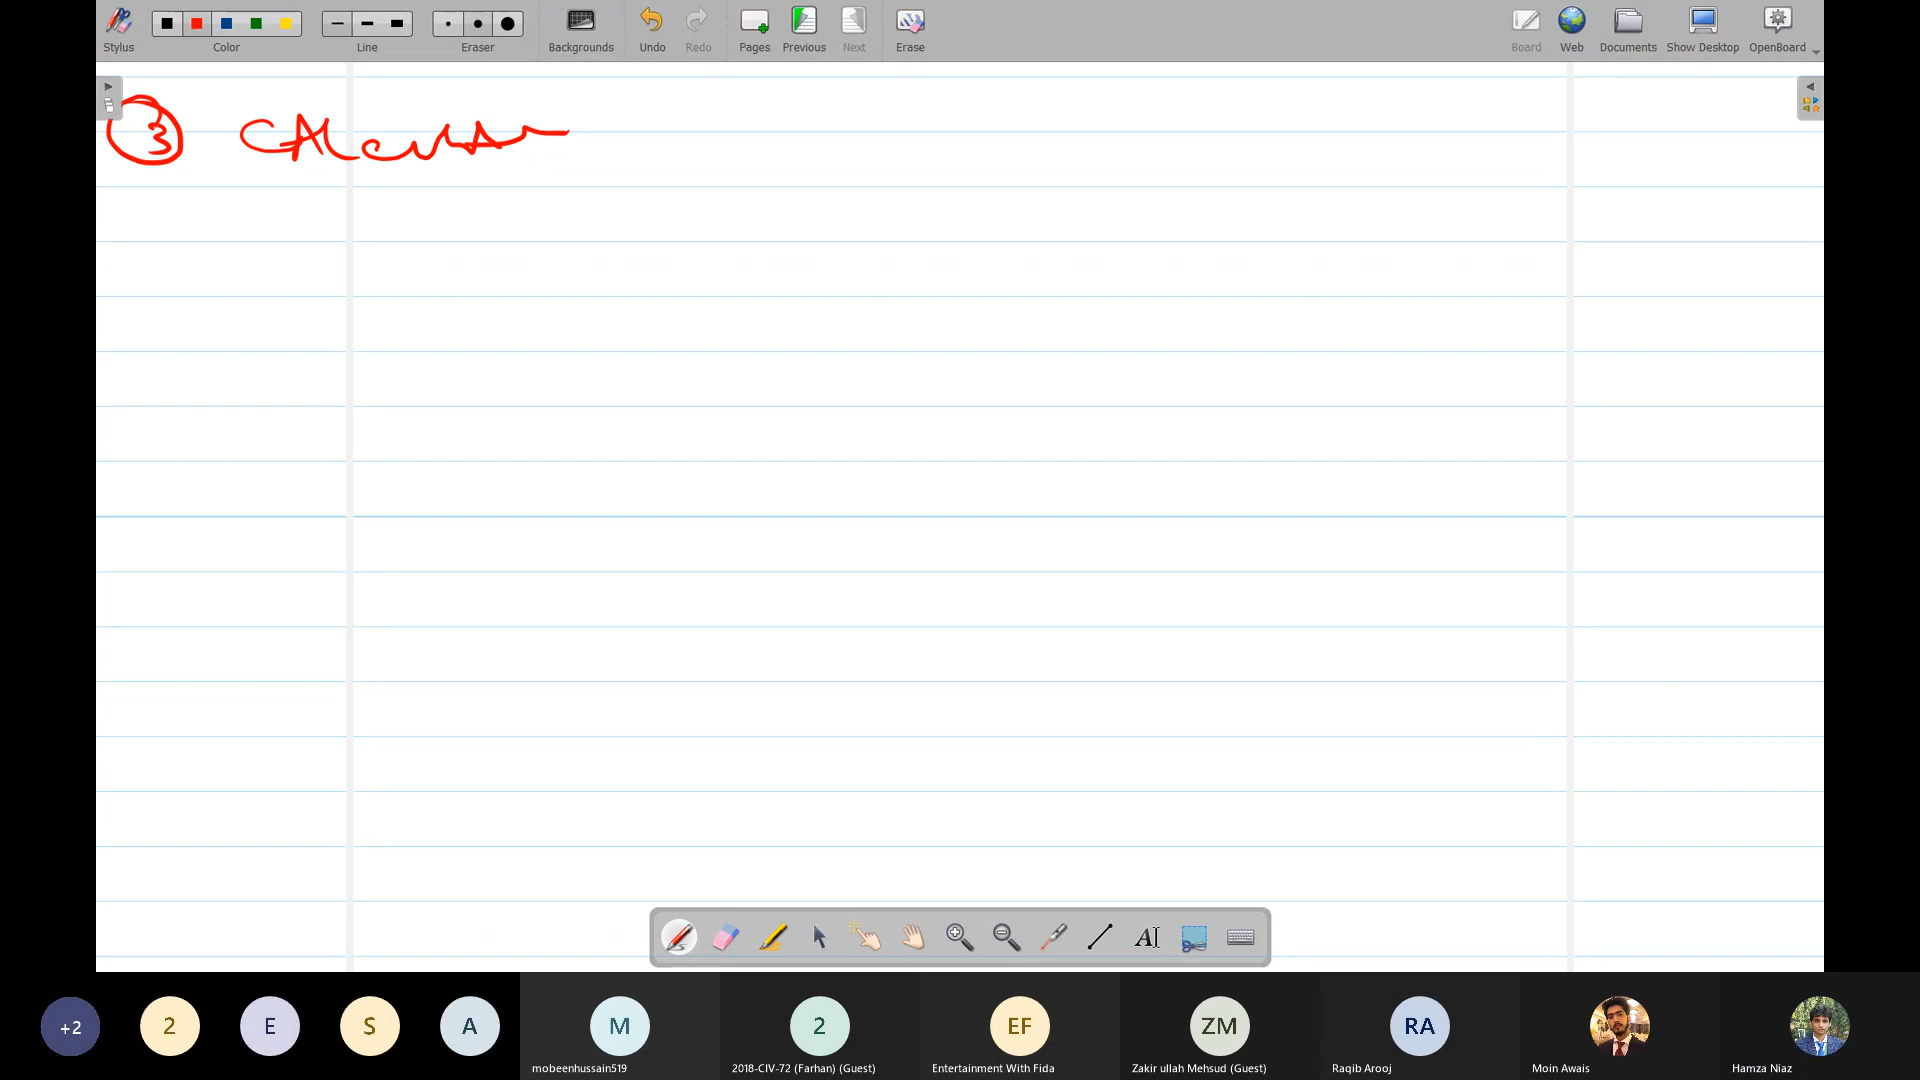 Stylus
Color
Line
Eraser
Backgrounds
Undo
Redo
Pages
Previous
Next
Erase
Board
Web
Documents
Show Desktop
OpenBoard
3
AI
+2
2
E
S
A
M
2
EF
ZM
RA
mobeenhussain519
2018-CIV-72 (Farhan) (Guest)
Entertainment With Fida
Zakir ullah Mehsud (Guest)
Raqib Arooj
Moin Awais
Hamza Niaz